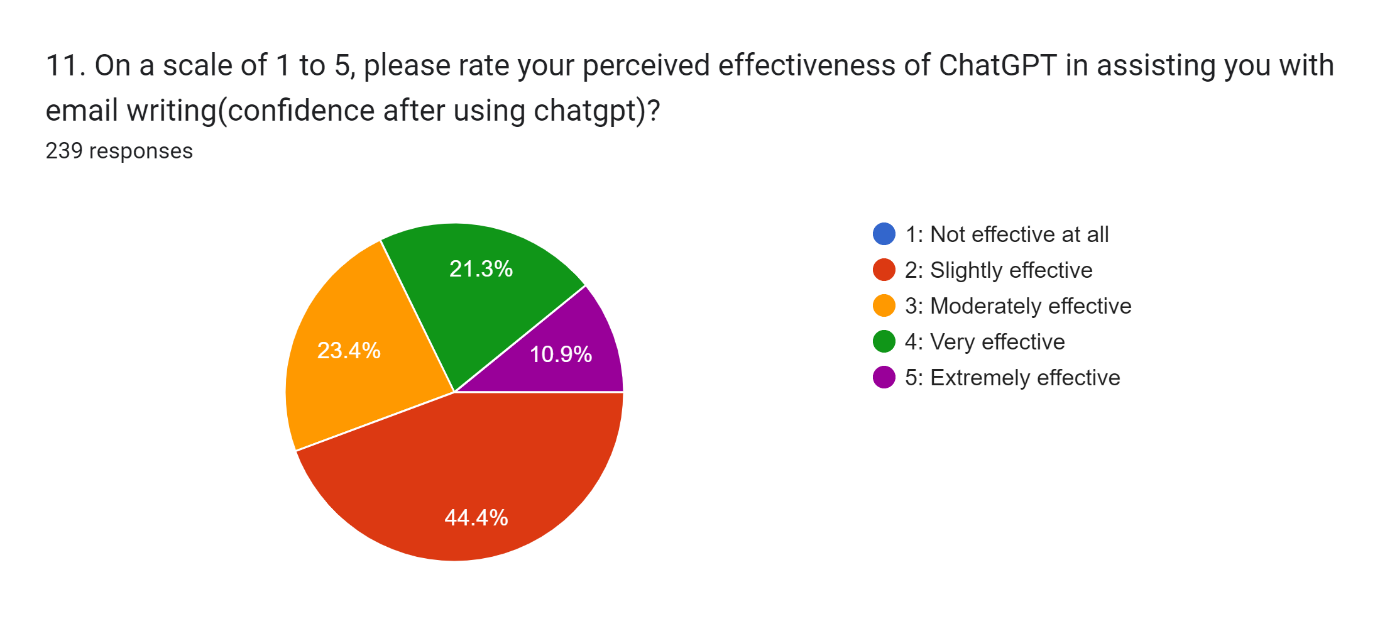 11. On a scale of 1 to 5, please rate your perceived effectiveness of ChatGPT in assisting you with
email writing(confidence after using chatgpt)?
239 responses
21.3%
23.4%
10.9%
44.4%
1: Not effective at all
2: Slightly effective
3: Moderately effective
4: Very effective
5: Extremely effective